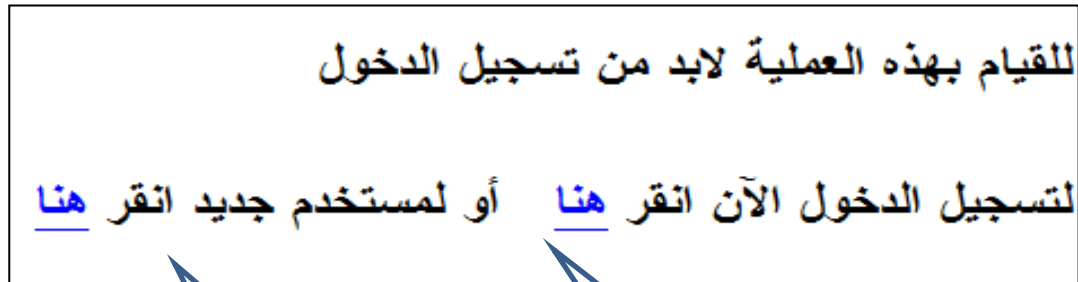 للقيام بهذه العملية لابد من تسجيل الدخول
لتسجيل الدخول الآن انقر هنا أو لمستخدم جديد انقر هنا